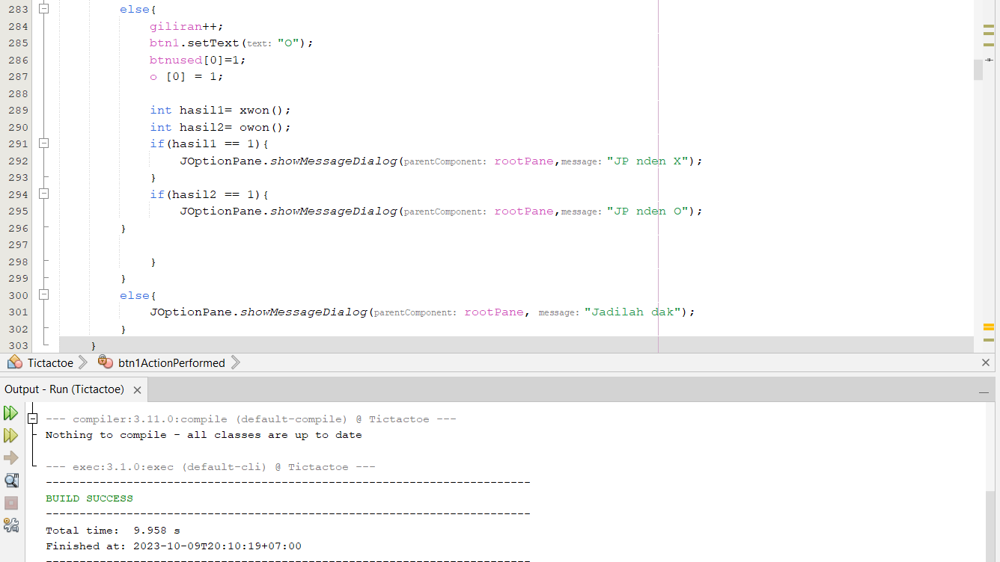 283 else{
284 giliran++;
285 btn1.setText(text: "O");
286 btnused[0]=1;
287 o [0] = 1;
288
289 int hasil1= xwon();
290 int hasil2= owon();
291 if(hasil1 == 1){
292 JOptionPane.showMessageDialog(parentComponent: rootPane,message: "JP nden X");
293 }
294 if(hasil2 == 1){
295 JOptionPane.showMessageDialog(parentComponent: rootPane,message: "JP nden O");
296 }
297
298 }
299 }
300 else{
301 JOptionPane.showMessageDialog(parentComponent: rootPane, message: "Jadilah dak");
302 }
303 }
Tictactoe btn1ActionPerformed
Output - Run (Tictactoe)
--- compiler:3.11.0:compile (default-compile) @ Tictactoe ---
Nothing to compile - all classes are up to date
--- exec:3.1.0:exec (default-cli) @ Tictactoe ---
------------------------------------------------------------------------
BUILD SUCCESS
------------------------------------------------------------------------
Total time:  9.958 s
Finished at: 2023-10-09T20:10:19+07:00
------------------------------------------------------------------------